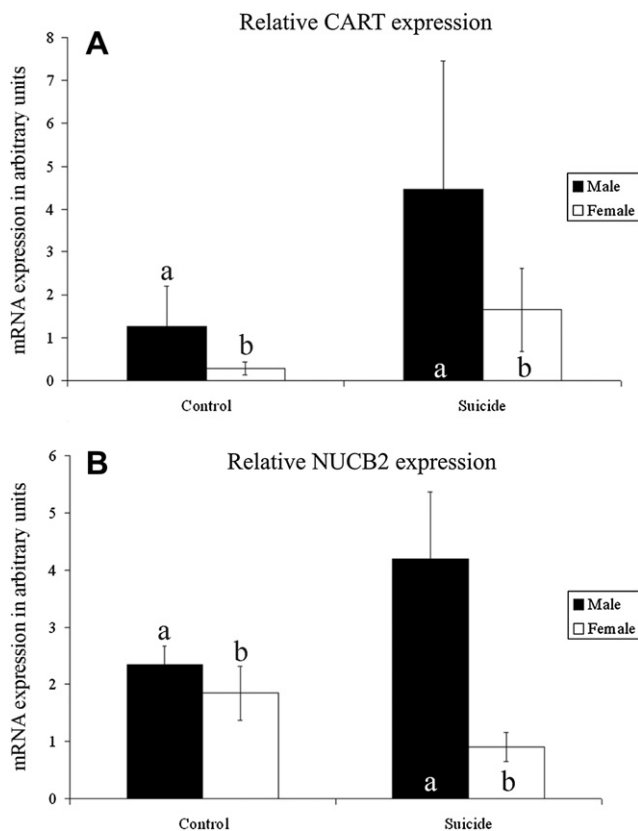 A
Relative CART expression
mRNA expression in arbitrary units
8
7
6
5
4
3
2
1
0
a
b
a
b
Control
Suicide
Male
Female
B
Relative NUCB2 expression
mRNA expression in arbitrary units
6
5
4
3
2
1
0
a
b
a
b
Control
Suicide
Male
Female